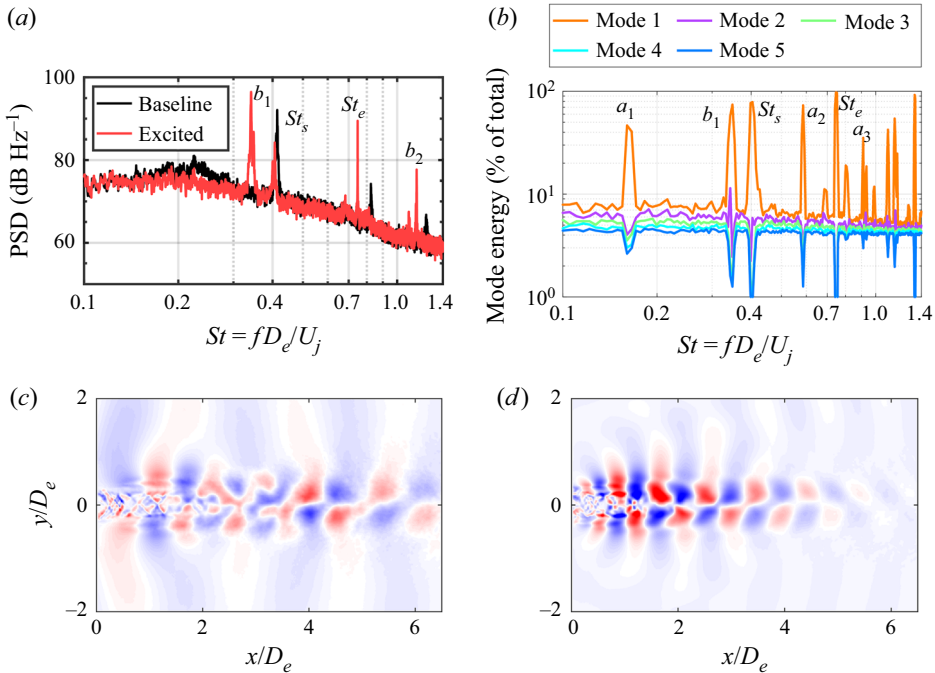 (a)
100
80
60
PSD (dB Hz⁻¹)
Baseline
Excited
b₁
Stₛ
Stₑ
b₂
0.1 0.2 0.4 0.7 1.0 1.4
St = fDₑ/Uⱼ
(b)
Mode 1 Mode 2 Mode 3
Mode 4 Mode 5
10²
10¹
10⁰
Mode energy (% of total)
a₁
b₁
Stₛ
a₂
Stₑ
a₃
0.1 0.2 0.4 0.7 1.0 1.4
St = fDₑ/Uⱼ
(c)
2
0
–2
y/Dₑ
0 2 4 6
x/Dₑ
(d)
2
0
–2
0 2 4 6
x/Dₑ